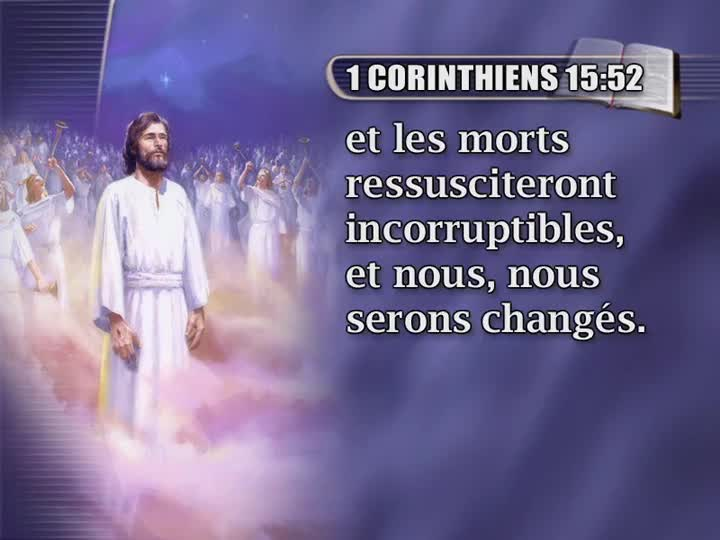 1 CORINTHIENS 15:52
et les morts
ressusciteront
incorruptibles,
et nous, nous
serons changés.